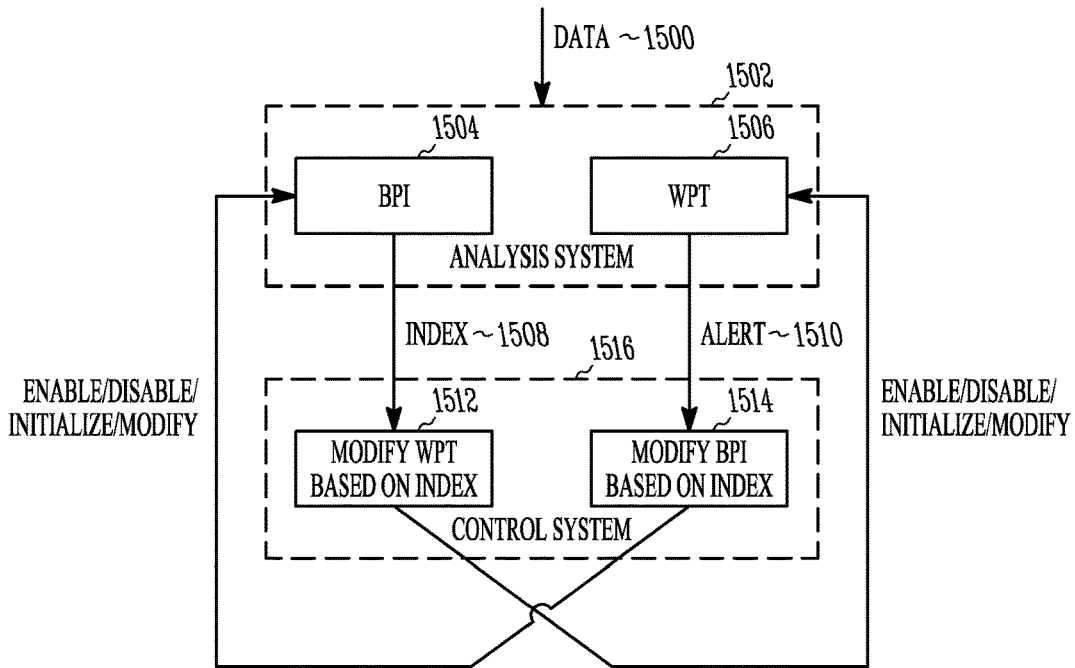 DATA ~1500
1502
1504
1506
BPI
WPT
ANALYSIS SYSTEM
INDEX~1508
ALERT~1510
1516
ENABLE/DISABLE/
INITIALIZE/MODIFY
ENABLE/DISABLE/
INITIALIZE/MODIFY
1512
1514
MODIFY WPT
BASED ON INDEX
MODIFY BPI
BASED ON INDEX
CONTROL SYSTEM